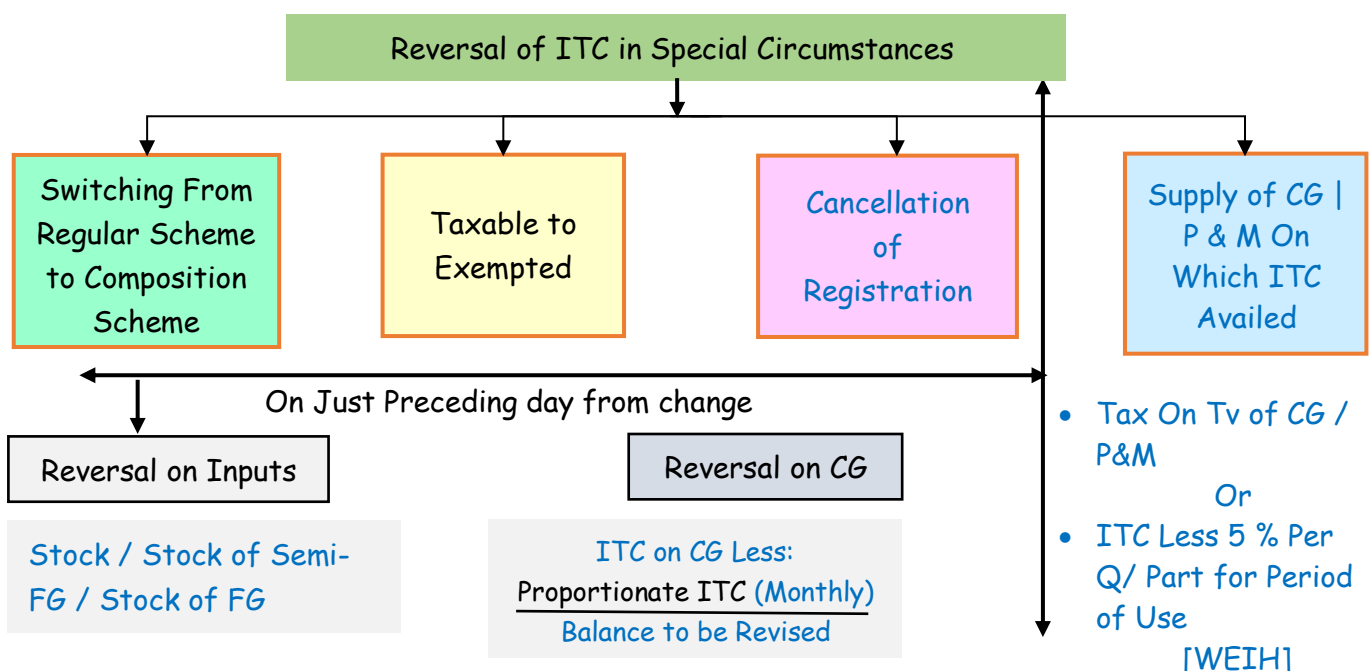 Reversal of ITC in Special Circumstances
Switching From
Regular Scheme
to Composition
Scheme
Taxable to
Exempted
Cancellation
of
Registration
Supply of CG |
P & M On
Which ITC
Availed
On Just Preceding day from change
Reversal on Inputs
Stock / Stock of Semi-
FG / Stock of FG
Reversal on CG
ITC on CG Less:
Proportionate ITC (Monthly)
Balance to be Revised
• Tax On Tv of CG /
P&M
Or
• ITC Less 5 % Per
Q/ Part for Period
of Use
[WEIH]